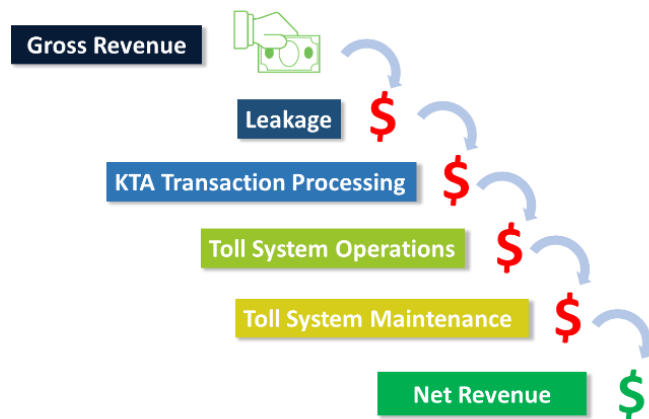 Gross Revenue
Leakage
$
KTA Transaction Processing
$
Toll System Operations
$
Toll System Maintenance
$
Net Revenue
$